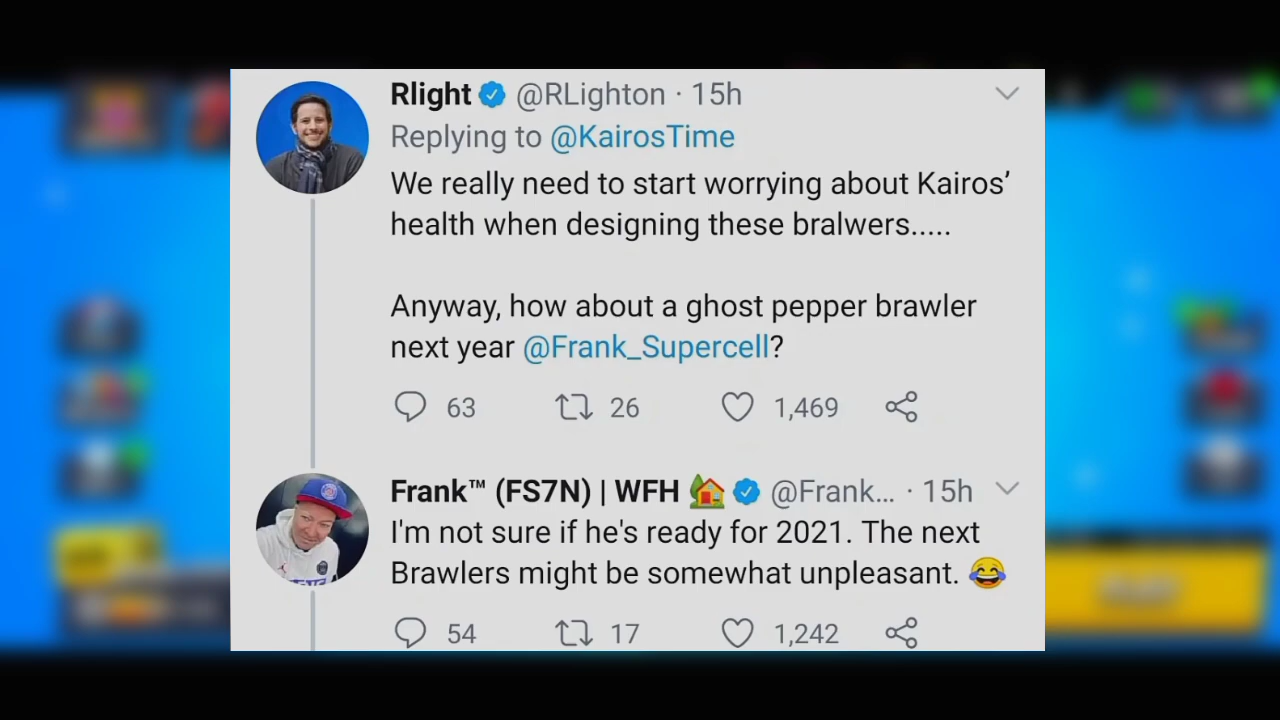 Rlight @RLighton · 15h
Replying to @KairosTime
We really need to start worrying about Kairos’
health when designing these bralwers.....
Anyway, how about a ghost pepper brawler
next year @Frank_Supercell?
63 26 1,469
Frank™ (FS7N) | WFH 🏡 @Frank... · 15h
I'm not sure if he's ready for 2021. The next
Brawlers might be somewhat unpleasant. 😂
54 17 1,242